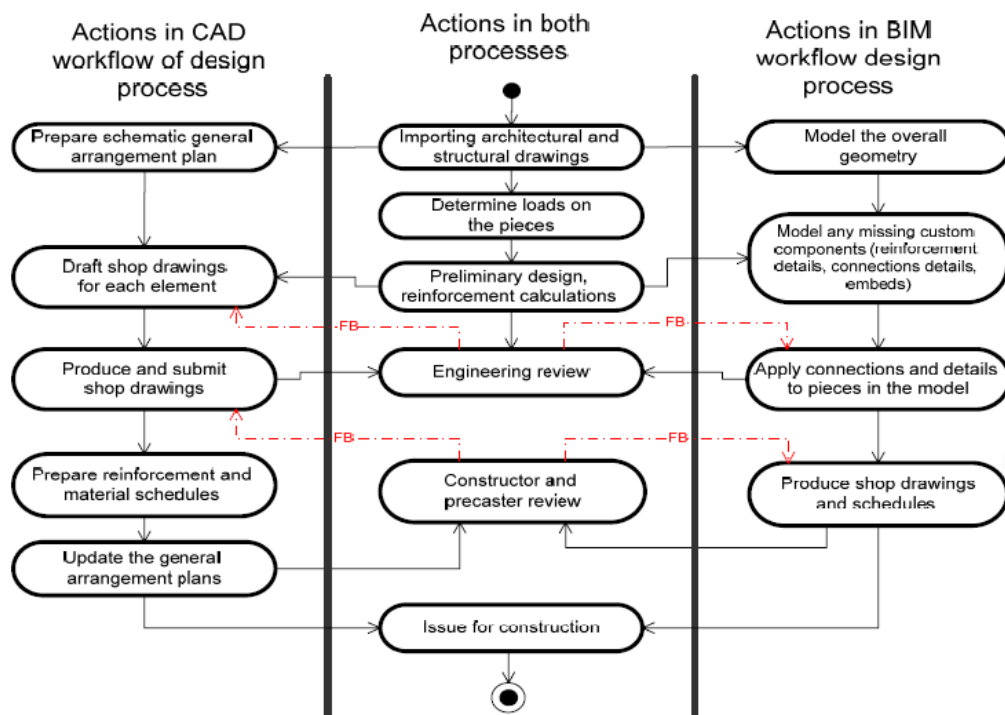 Actions in CAD
workflow of design
process
Actions in both
processes
Actions in BIM
workflow design
process
Prepare schematic general
arrangement plan
Importing architectural and
structural drawings
Model the overall
geometry
Determine loads on
the pieces
Model any missing custom
components (reinforcement
details, connections details,
embeds)
Draft shop drawings
for each element
Preliminary design,
reinforcement calculations
FB
FB
Produce and submit
shop drawings
Engineering review
Apply connections and details
to pieces in the model
FB
FB
Prepare reinforcement and
material schedules
Constructor and
precaster review
Produce shop drawings
and schedules
Update the general
arrangement plans
Issue for construction